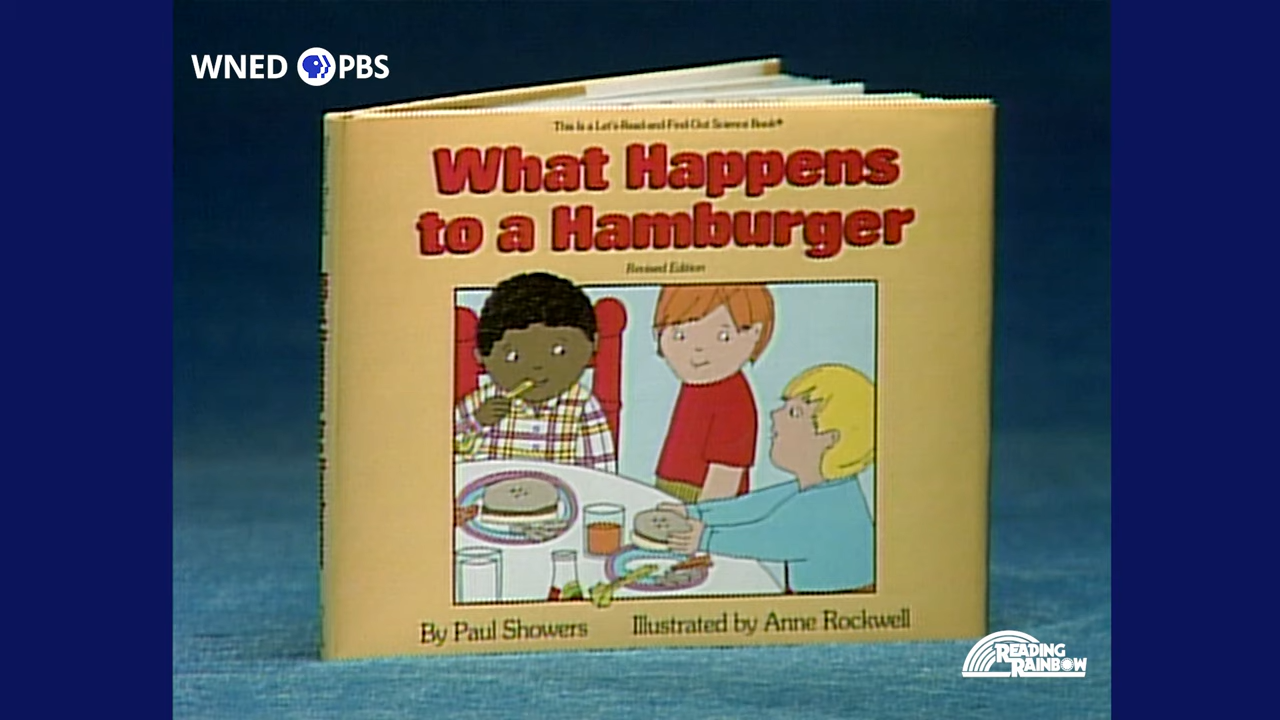 WNED PBS
This Is a Let's-Read-and-Find-Out Science Book®
What Happens
to a Hamburger
Revised Edition
By Paul Showers Illustrated by Anne Rockwell
READING
RAINBOW